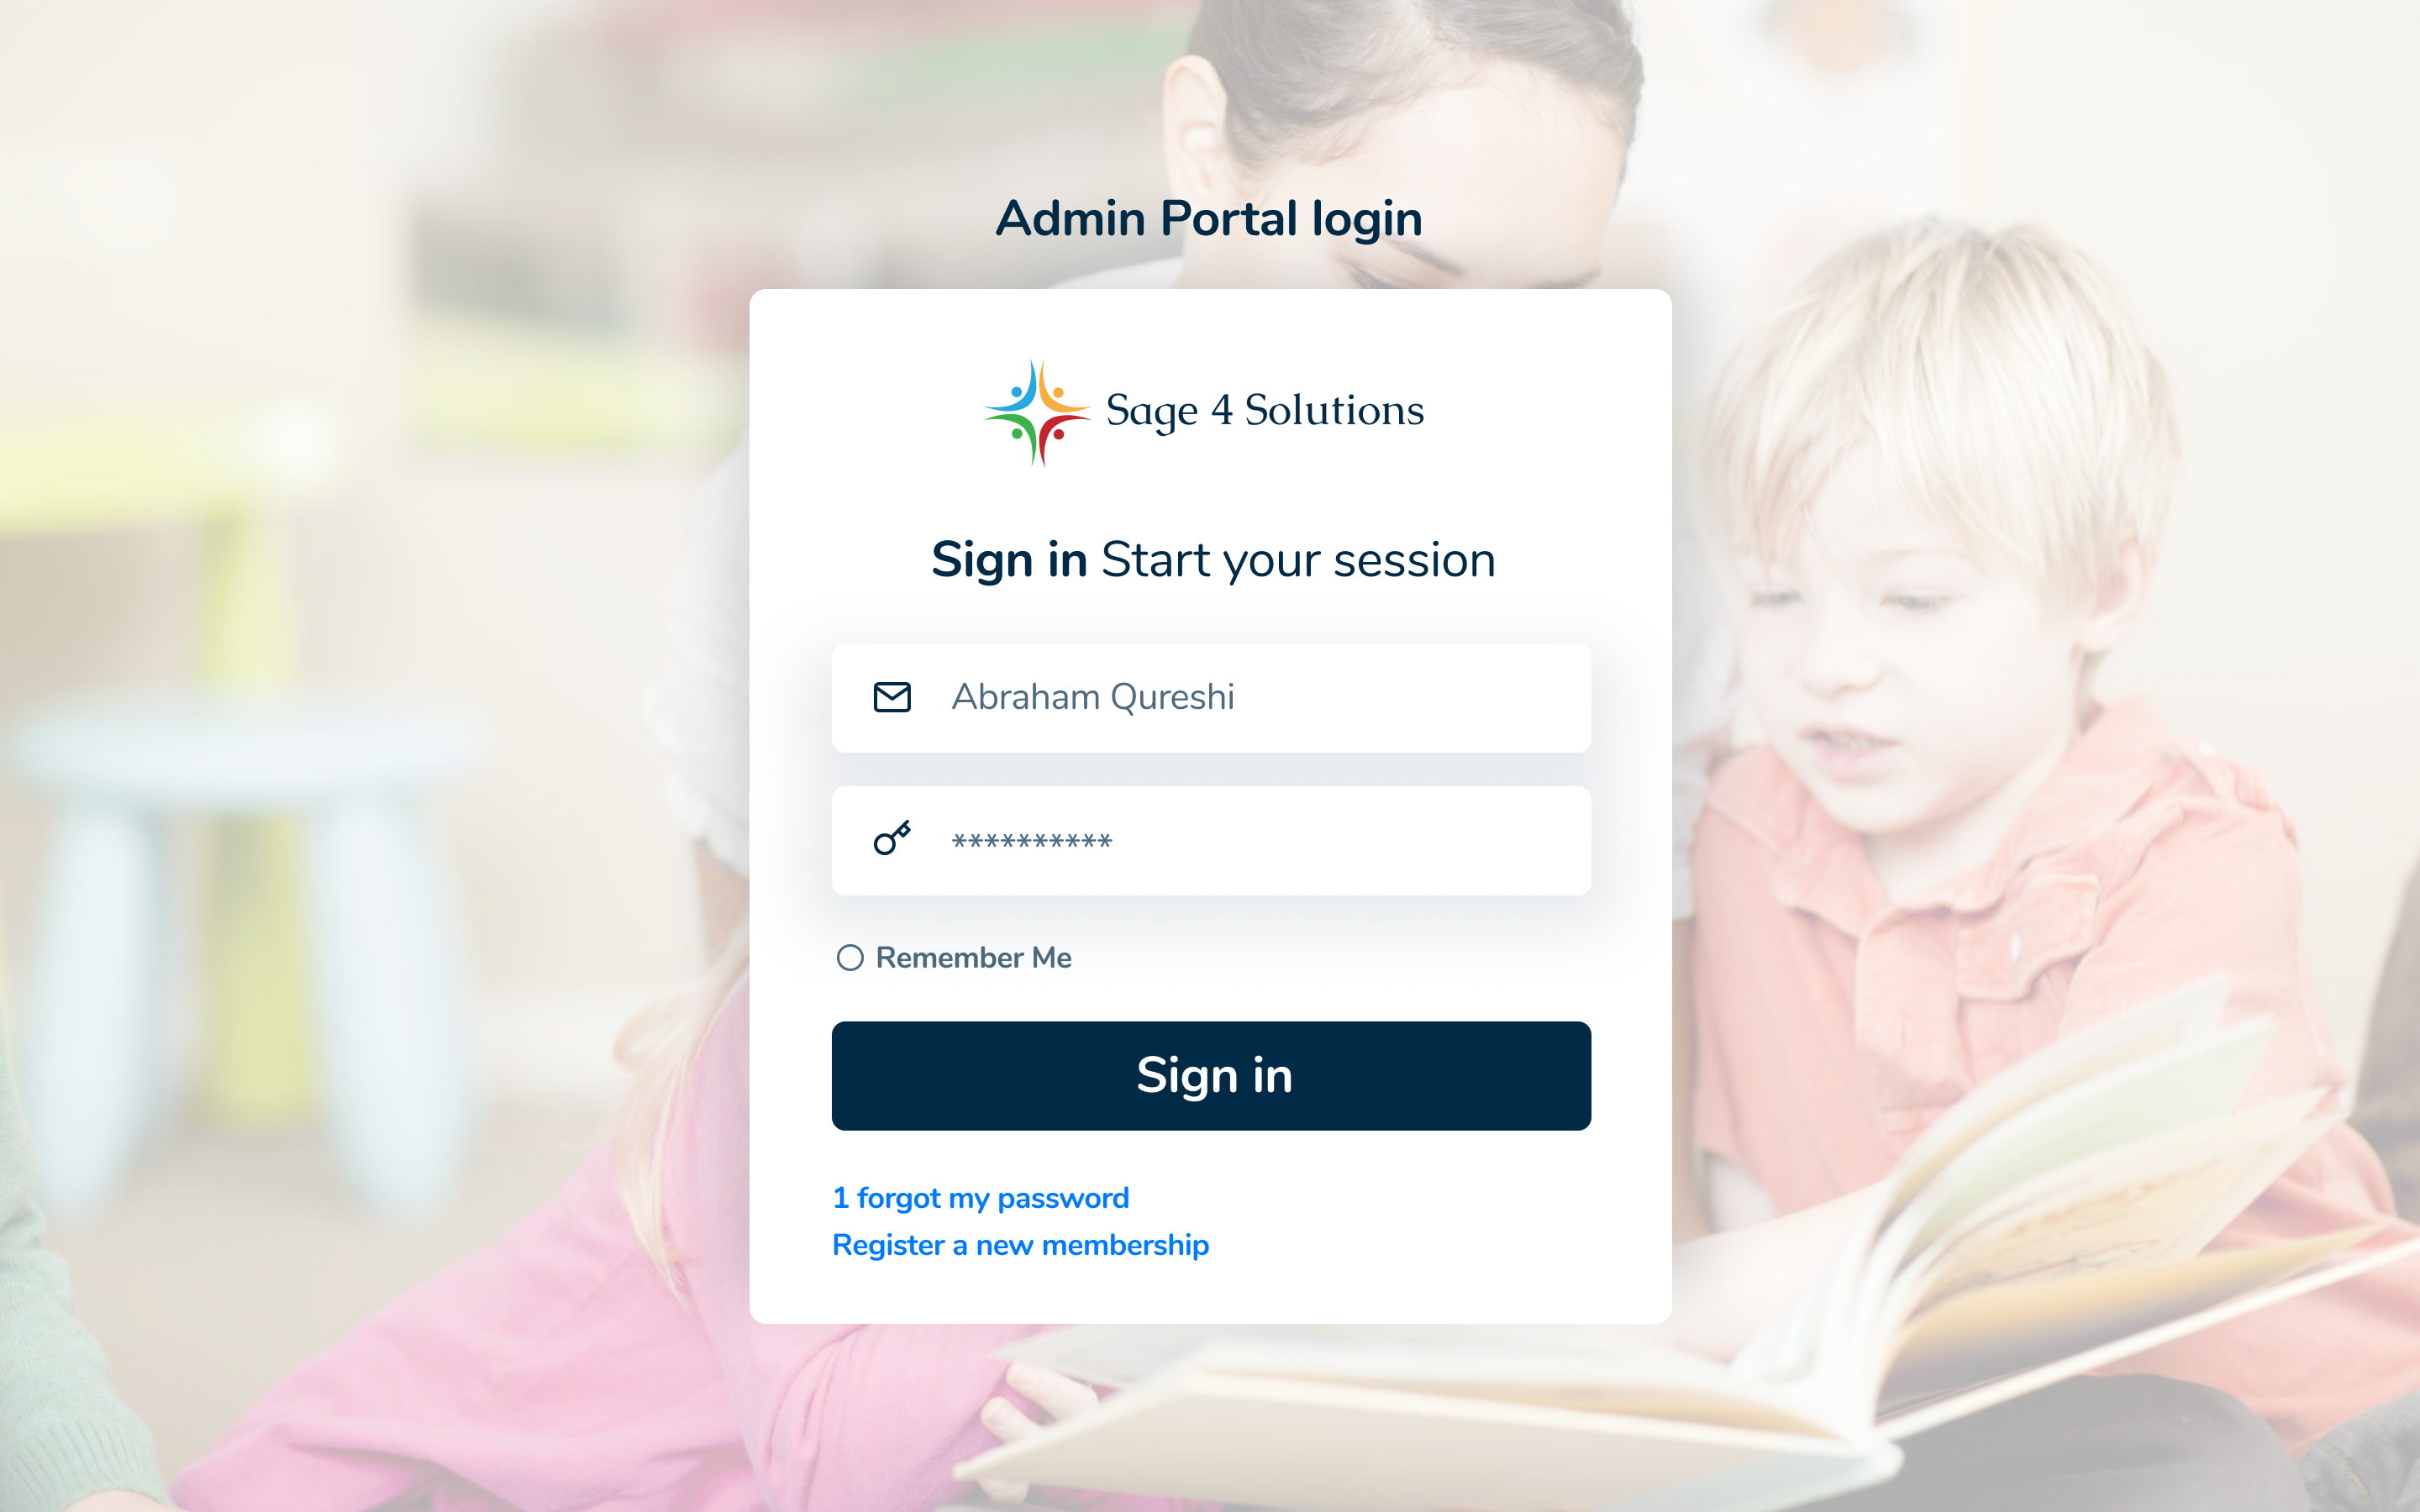 Admin Portal login
Sage 4 Solutions
Sign in Start your session
Abraham Qureshi
**********
Remember Me
Sign in
1 forgot my password
Register a new membership